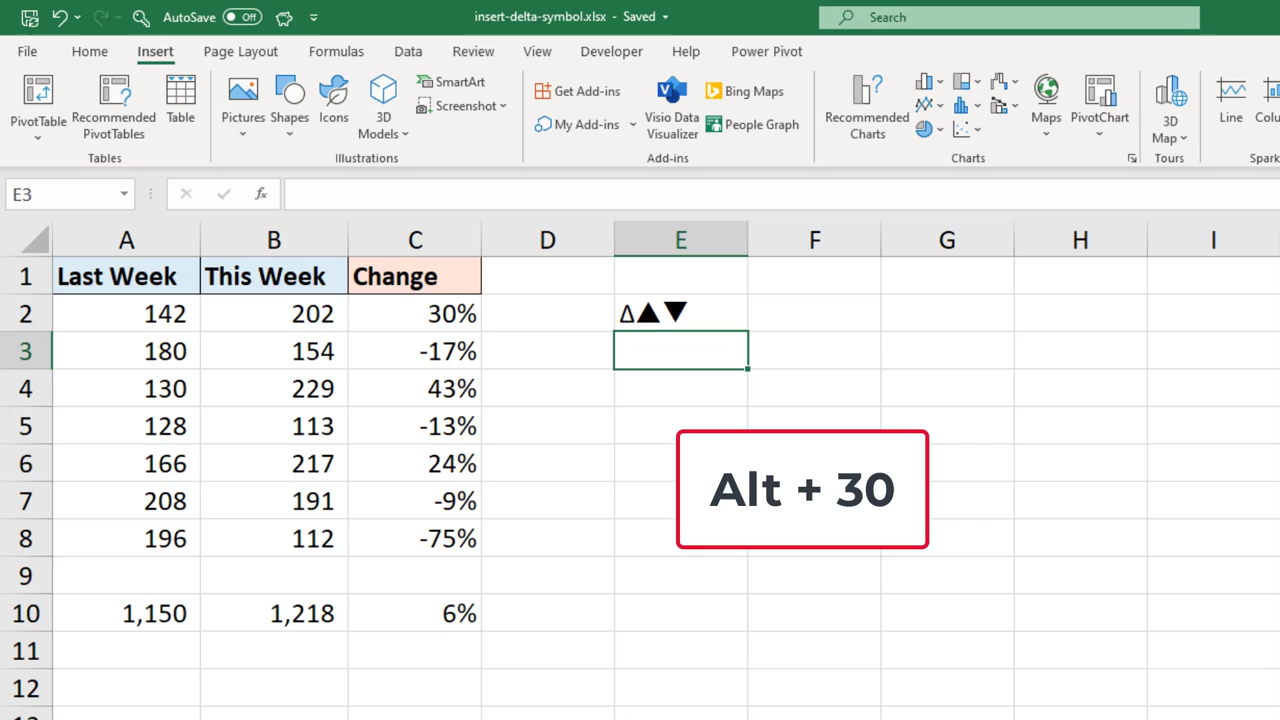 AutoSave Off insert-delta-symbol.xlsx - Saved Search
File Home Insert Page Layout Formulas Data Review View Developer Help Power Pivot
PivotTable Recommended PivotTables Table Pictures Shapes Icons 3D Models SmartArt Screenshot Get Add-ins My Add-ins Visio Data Visualizer Bing Maps People Graph Recommended Charts Maps PivotChart 3D Map Line
Tables Illustrations Add-ins Charts Tours
E3 fx
A B C D E F G H I
1 Last Week This Week Change
2 142 202 30% Δ▲▼
3 180 154 -17%
4 130 229 43%
5 128 113 -13%
6 166 217 24%
7 208 191 -9%
8 196 112 -75%
9
10 1,150 1,218 6%
11
12
Alt + 30